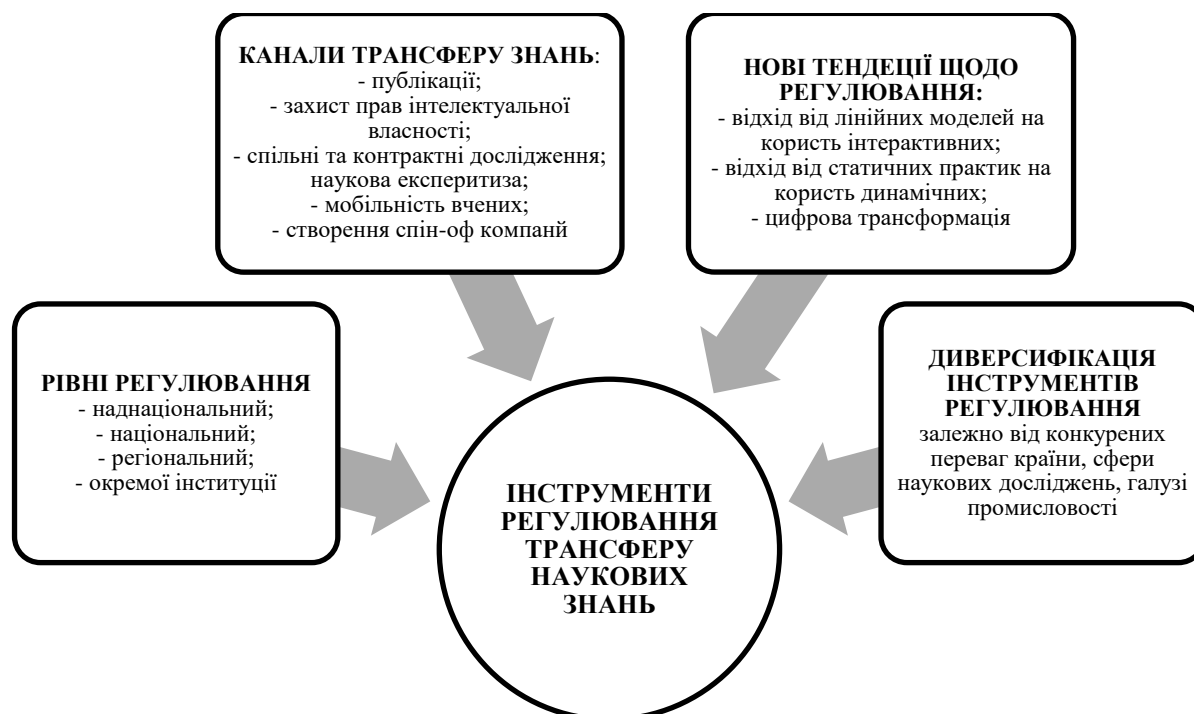 КАНАЛИ ТРАНСФЕРУ ЗНАНЬ:
- публікації;
- захист прав інтелектуальної
власності;
- спільні та контрактні дослідження;
наукова експеритиза;
- мобільність вчених;
- створення спін-оф компанй
НОВІ ТЕНДЕЦІЇ ЩОДО
РЕГУЛЮВАННЯ:
- відхід від лінійних моделей на
користь інтерактивних;
- відхід від статичних практик на
користь динамічних;
- цифрова трансформація
РІВНІ РЕГУЛЮВАННЯ
- наднаціональний;
- національний;
- регіональний;
- окремої інституції
ДИВЕРСИФІКАЦІЯ
ІНСТРУМЕНТІВ
РЕГУЛЮВАННЯ
залежно від конкурених
переваг країни, сфери
наукових досліджень, галузі
промисловості
ІНСТРУМЕНТИ
РЕГУЛЮВАННЯ
ТРАНСФЕРУ
НАУКОВИХ
ЗНАНЬ